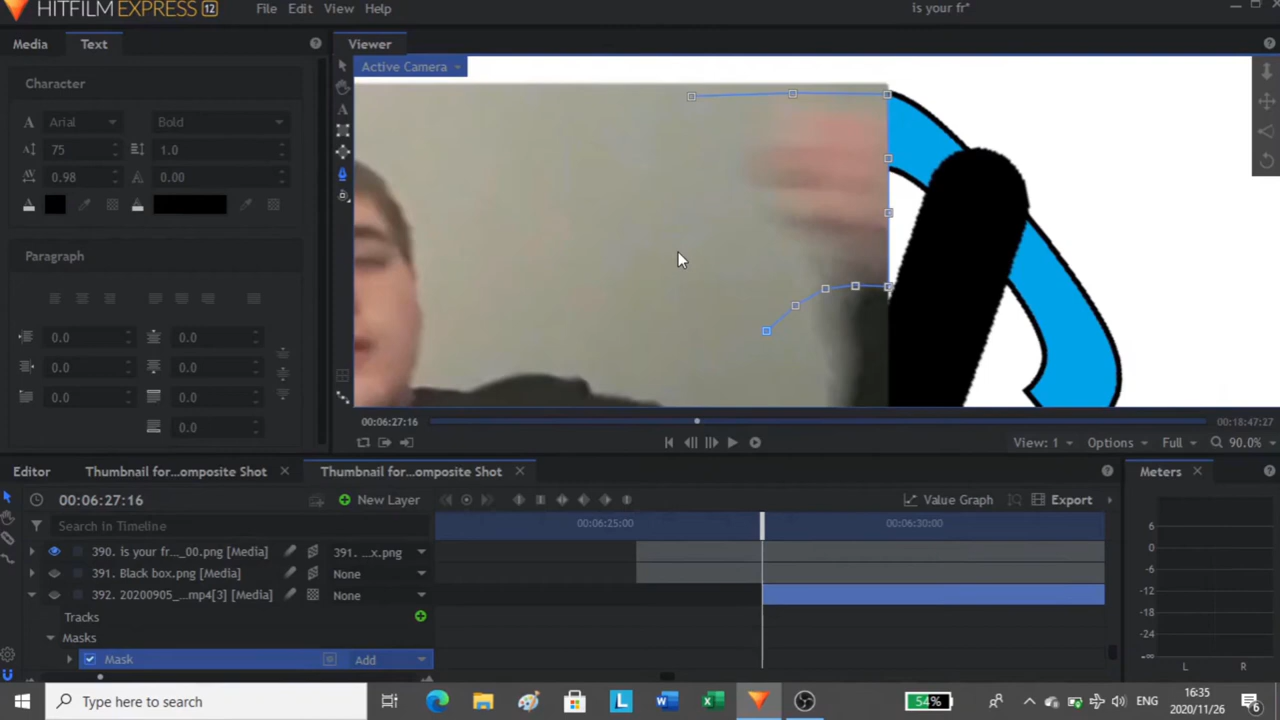 HITFILM EXPRESS 12 File Edit View Help is your fr*
Media Text Viewer
Active Camera
Character
Arial Bold
75 1.0
0.98 0.00
Paragraph
0.0 0.0
0.0 0.0
0.0 0.0
0.0
00:06:27:16 00:18:47:27
View: 1 Options Full 90.0%
Editor Thumbnail for...omposite Shot Thumbnail for...omposite Shot Meters
00:06:27:16 New Layer Value Graph Export
Search in Timeline 00:06:25:00 00:06:30:00
390. is your fr..._00.png [Media] 391. ...x.png
391. Black box.png [Media] None
392. 20200905_...mp4[3] [Media] None
Tracks
Masks
Mask Add
6
0
-6
-12
-18
-24
-∞
L R
Type here to search
W
X
L
54%
ENG
16:35
2020/11/26
6